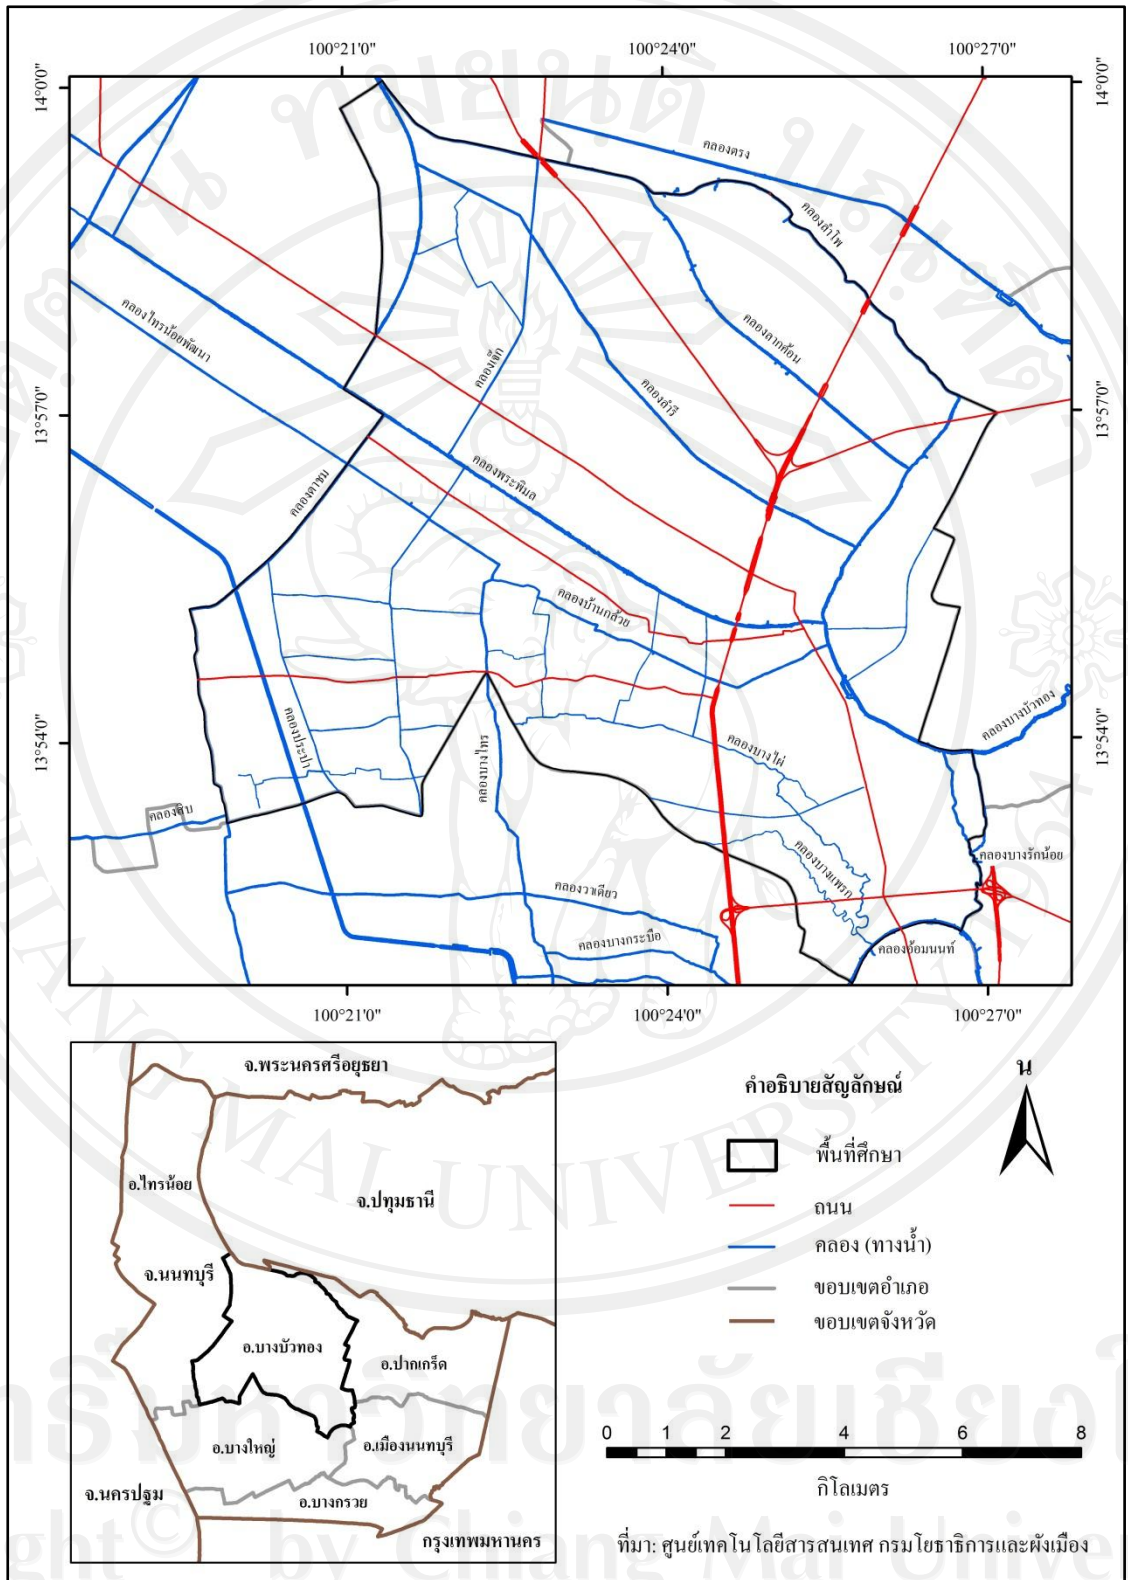 100°21'0"
100°24'0"
100°27'0"
14°0'0"
14°0'0"
คลองตรง
คลองลำโพ
คลองไทรน้อยพัฒนา
คลองลากค้อน
คลองเจ๊ก
คลองลำรี
13°57'0"
13°57'0"
คลองตาชม
คลองพระพิมล
คลองบ้านกล้วย
คลองบางบัวทอง
คลองประปา
คลองบางไทร
คลองบางไผ่
13°54'0"
13°54'0"
คลองสิบ
คลองบางแพรก
คลองบางรักน้อย
คลองวาเดียว
คลองบางกระบือ
คลองอ้อมนนท์
100°21'0"
100°24'0"
100°27'0"
จ.พระนครศรีอยุธยา
อ.ไทรน้อย
จ.ปทุมธานี
จ.นนทบุรี
อ.บางบัวทอง
อ.ปากเกร็ด
อ.บางใหญ่
อ.เมืองนนทบุรี
จ.นครปฐม
อ.บางกรวย
กรุงเทพมหานคร
คำอธิบายสัญลักษณ์
น
พื้นที่ศึกษา
ถนน
คลอง (ทางน้ำ)
ขอบเขตอำเภอ
ขอบเขตจังหวัด
0 1 2 4 6 8
กิโลเมตร
ที่มา: ศูนย์เทคโนโลยีสารสนเทศ กรมโยธาธิการและผังเมือง
CHIANG MAI UNIVERSITY 1964
by Chiang Mai Univer